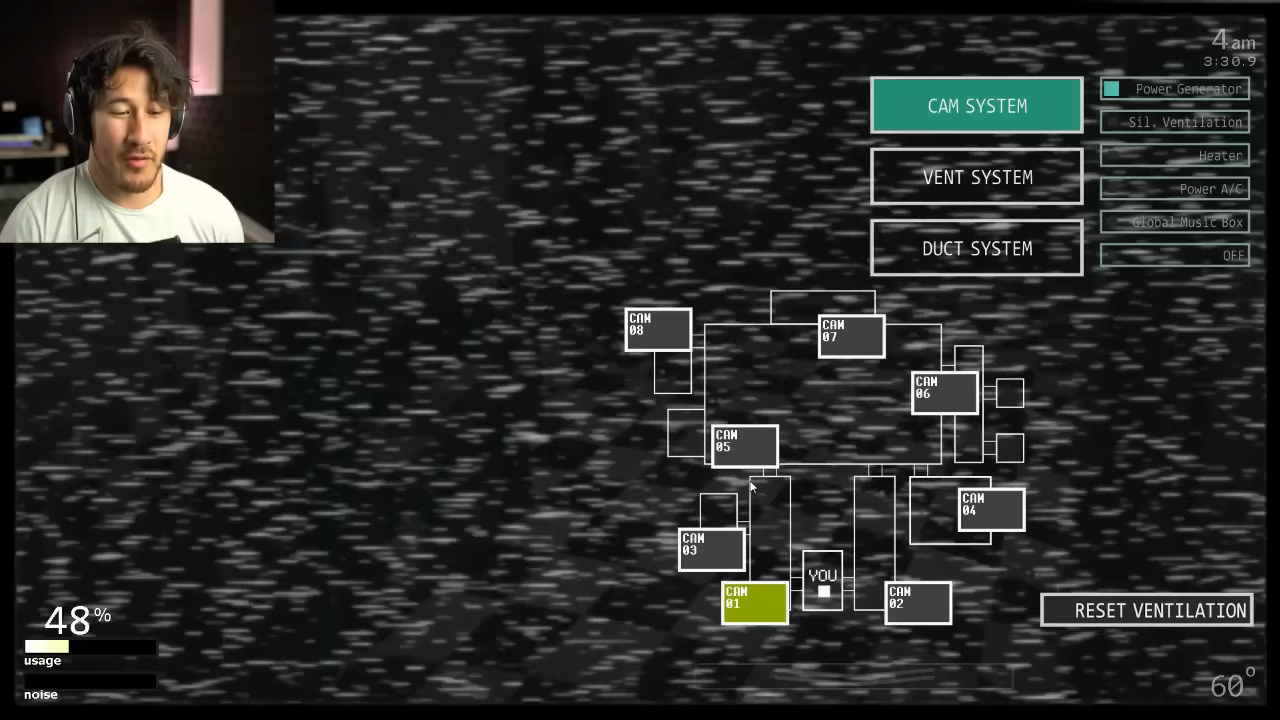 4 am
3:30.9
CAM SYSTEM
Power Generator
Sil. Ventilation
VENT SYSTEM
Heater
Power A/C
DUCT SYSTEM
Global Music Box
OFF
CAM
08
CAM
07
CAM
06
CAM
05
CAM
04
CAM
03
YOU
CAM
01
CAM
02
RESET VENTILATION
48%
usage
noise
60°